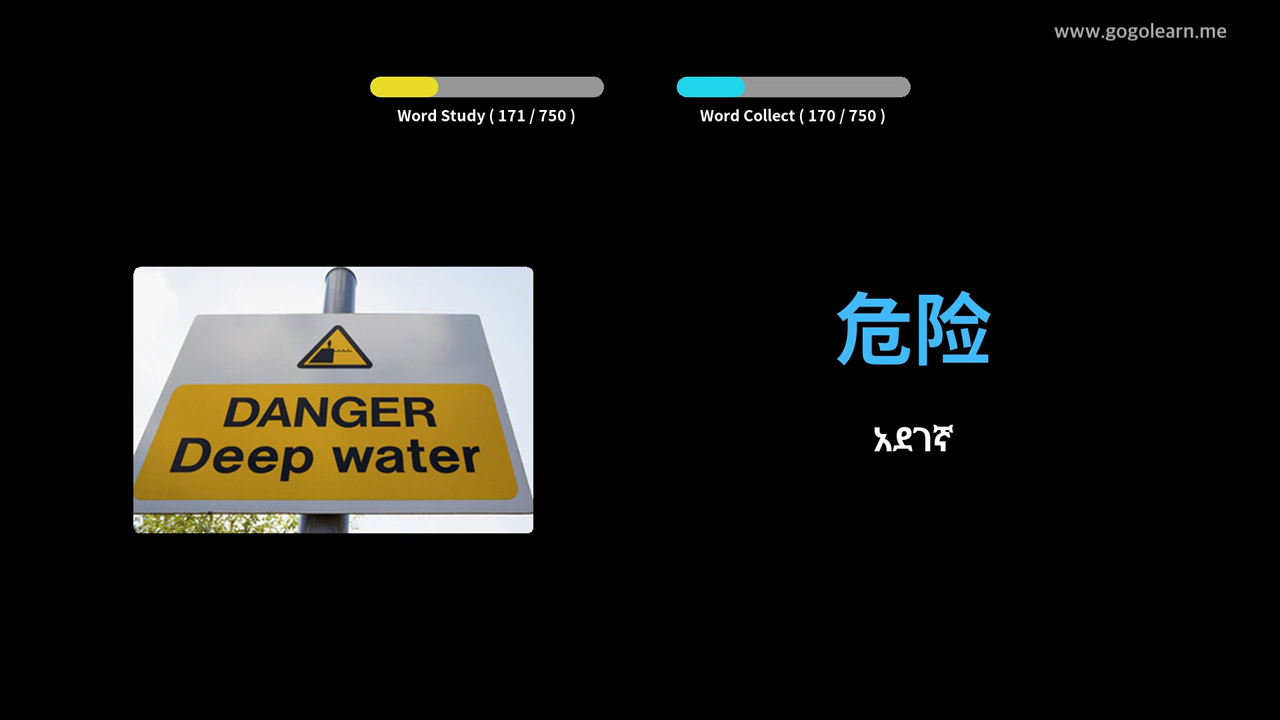 www.gogolearn.me
Word Study ( 171 / 750 )
Word Collect ( 170 / 750 )
DANGER
Deep water
危险
አደገኛ